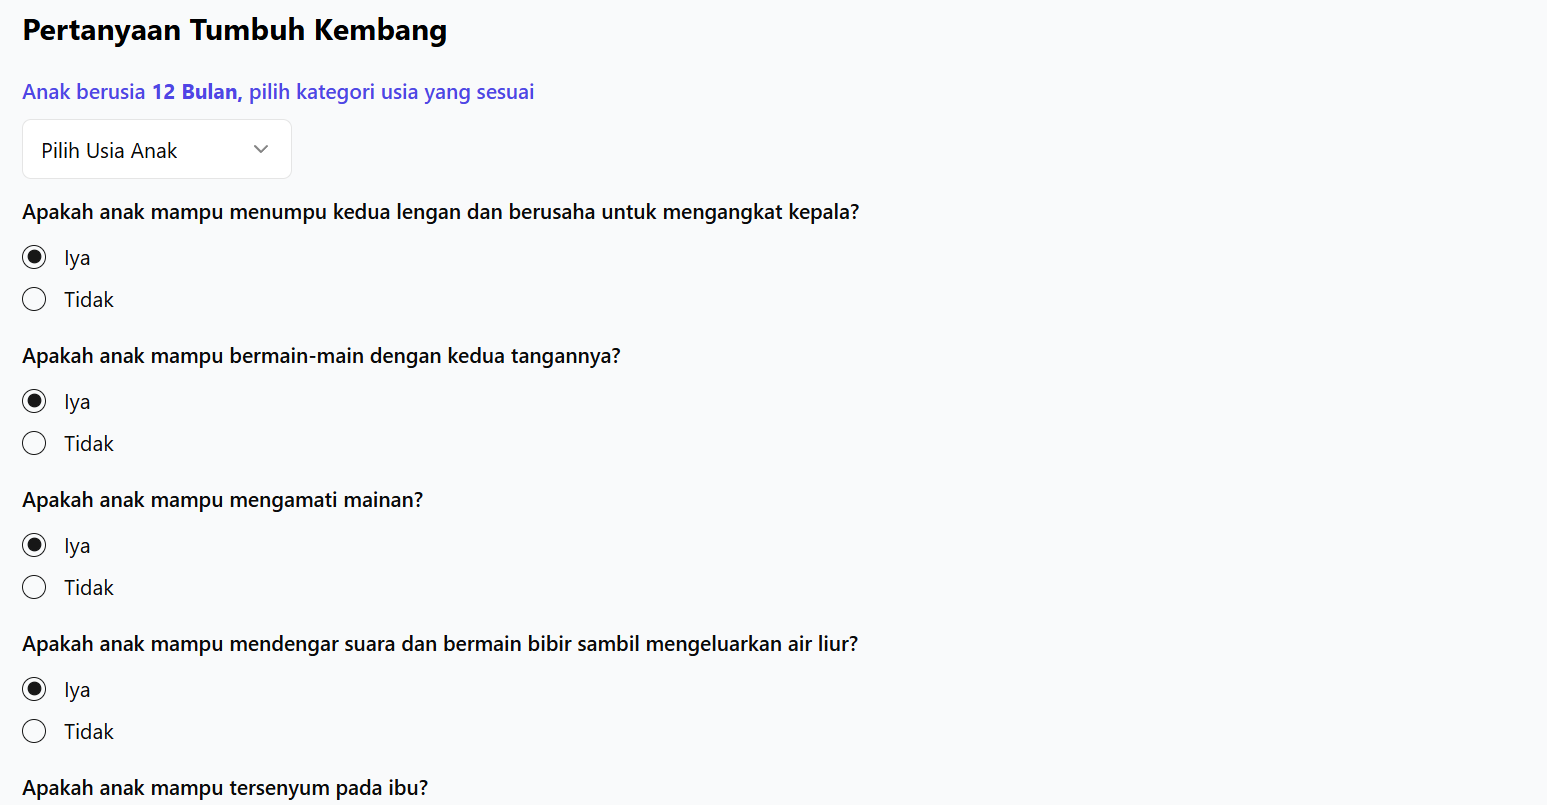 Pertanyaan Tumbuh Kembang
Anak berusia 12 Bulan, pilih kategori usia yang sesuai
Pilih Usia Anak
Apakah anak mampu menumpu kedua lengan dan berusaha untuk mengangkat kepala?
Iya
Tidak
Apakah anak mampu bermain-main dengan kedua tangannya?
Iya
Tidak
Apakah anak mampu mengamati mainan?
Iya
Tidak
Apakah anak mampu mendengar suara dan bermain bibir sambil mengeluarkan air liur?
Iya
Tidak
Apakah anak mampu tersenyum pada ibu?